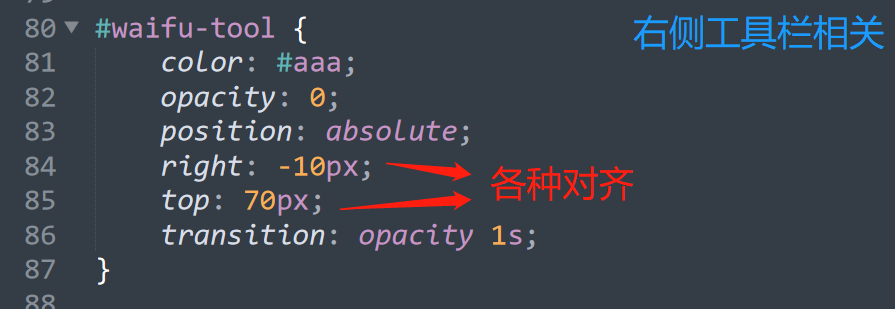 80 #waifu-tool { 右侧工具栏相关
81 color: #aaa;
82 opacity: 0;
83 position: absolute;
84 right: -10px;
85 top: 70px; 各种对齐
86 transition: opacity 1s;
87 }
88